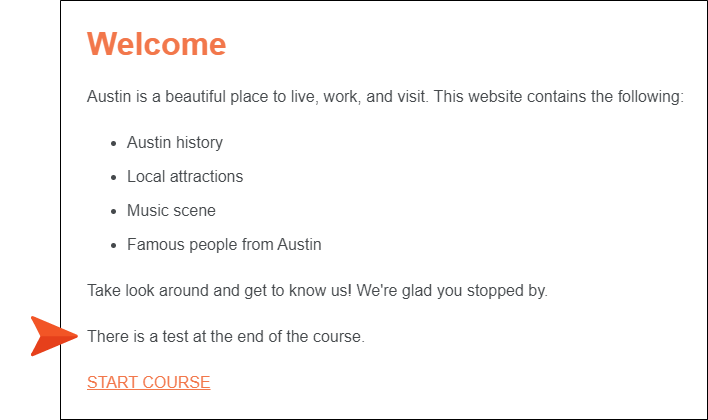 Welcome
Austin is a beautiful place to live, work, and visit. This website contains the following:
• Austin history
• Local attractions
• Music scene
• Famous people from Austin
Take look around and get to know us! We're glad you stopped by.
There is a test at the end of the course.
START COURSE